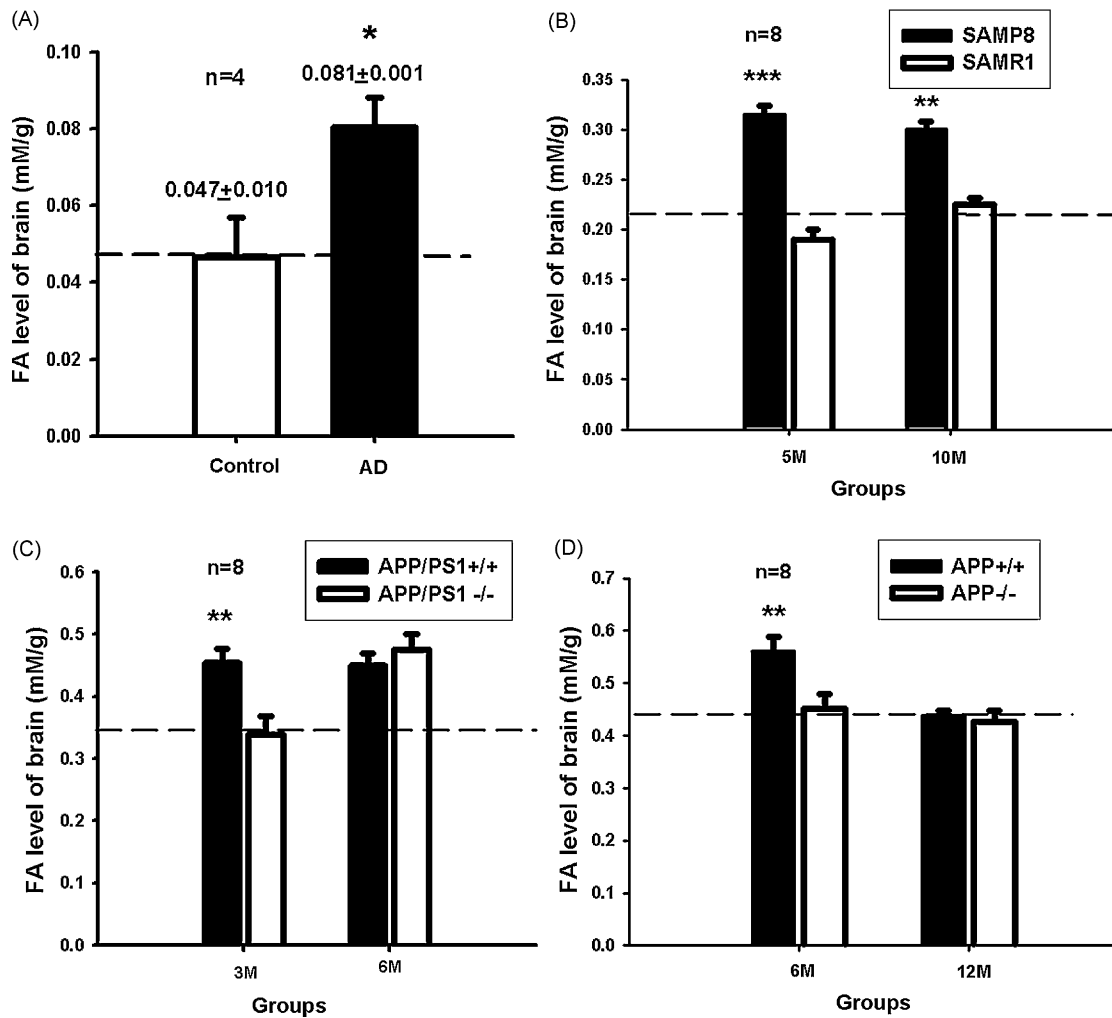 (A)
FA level of brain (mM/g)
0.10
0.08
0.06
0.04
0.02
0.00
n=4
*
0.081±0.001
0.047±0.010
Control AD
(B)
FA level of brain (mM/g)
SAMP8
SAMR1
n=8
***
**
0.35
0.30
0.25
0.20
0.15
0.10
0.05
0.00
5M 10M
Groups
(C)
FA level of brain (mM/g)
APP/PS1+/+
APP/PS1 -/-
n=8
**
0.6
0.5
0.4
0.3
0.2
0.1
0.0
3M 6M
Groups
(D)
FA level of brain (mM/g)
APP+/+
APP-/-
n=8
**
0.7
0.6
0.5
0.4
0.3
0.2
0.1
0.0
6M 12M
Groups